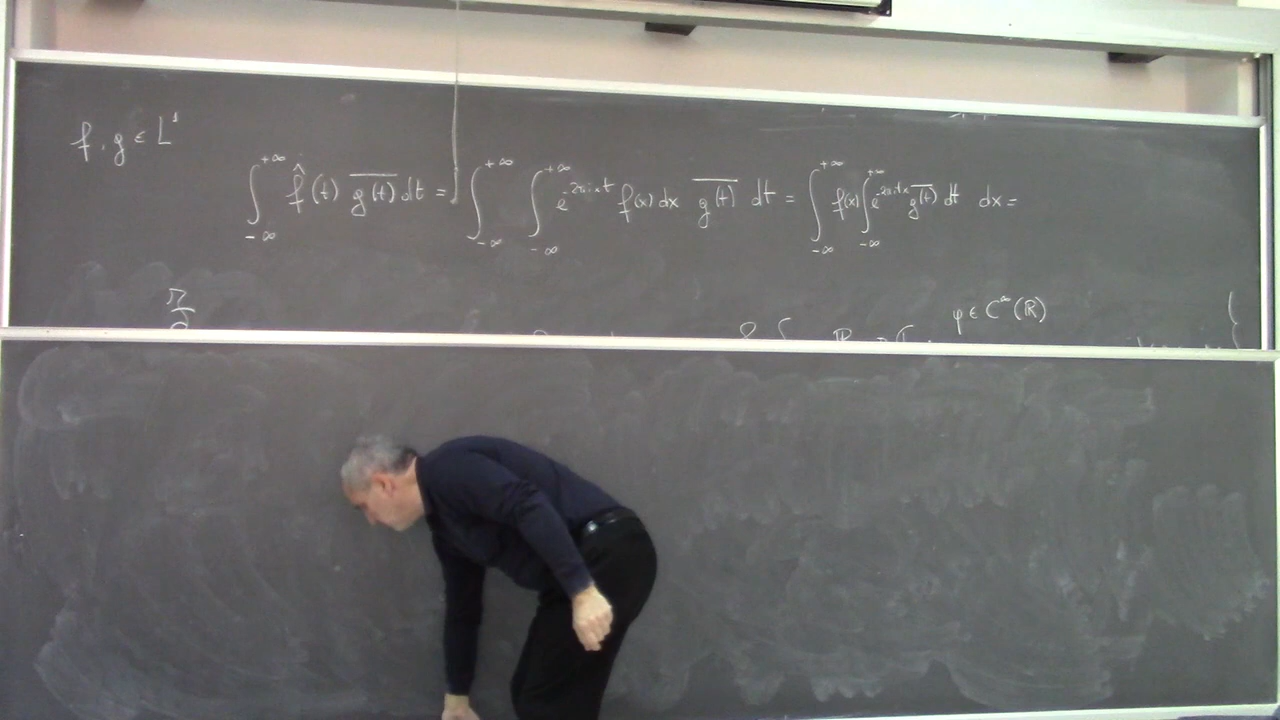 f, g ∈ L¹
∫_{-∞}^{+∞} f̂(t) \overline{g(t)} dt = ∫_{-∞}^{+∞} ∫_{-∞}^{+∞} e^{-2πixt} f(x) dx \overline{g(t)} dt = ∫_{-∞}^{+∞} f(x) ∫_{-∞}^{+∞} e^{-2πitx} \overline{g(t)} dt dx =
φ ∈ C^∞(ℝ)